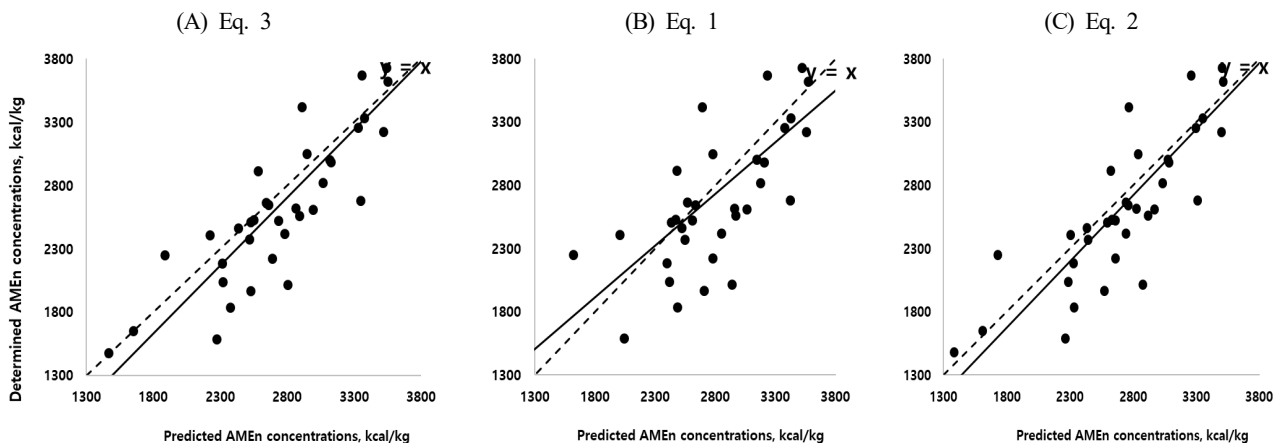 (A) Eq. 3
(B) Eq. 1
(C) Eq. 2
Determined AMEn concentrations, kcal/kg
3800
3300
2800
2300
1800
1300
y = x
1300 1800 2300 2800 3300 3800
Predicted AMEn concentrations, kcal/kg
3800
3300
2800
2300
1800
1300
y = x
1300 1800 2300 2800 3300 3800
Predicted AMEn concentrations, kcal/kg
3800
3300
2800
2300
1800
1300
y = x
1300 1800 2300 2800 3300 3800
Predicted AMEn concentrations, kcal/kg